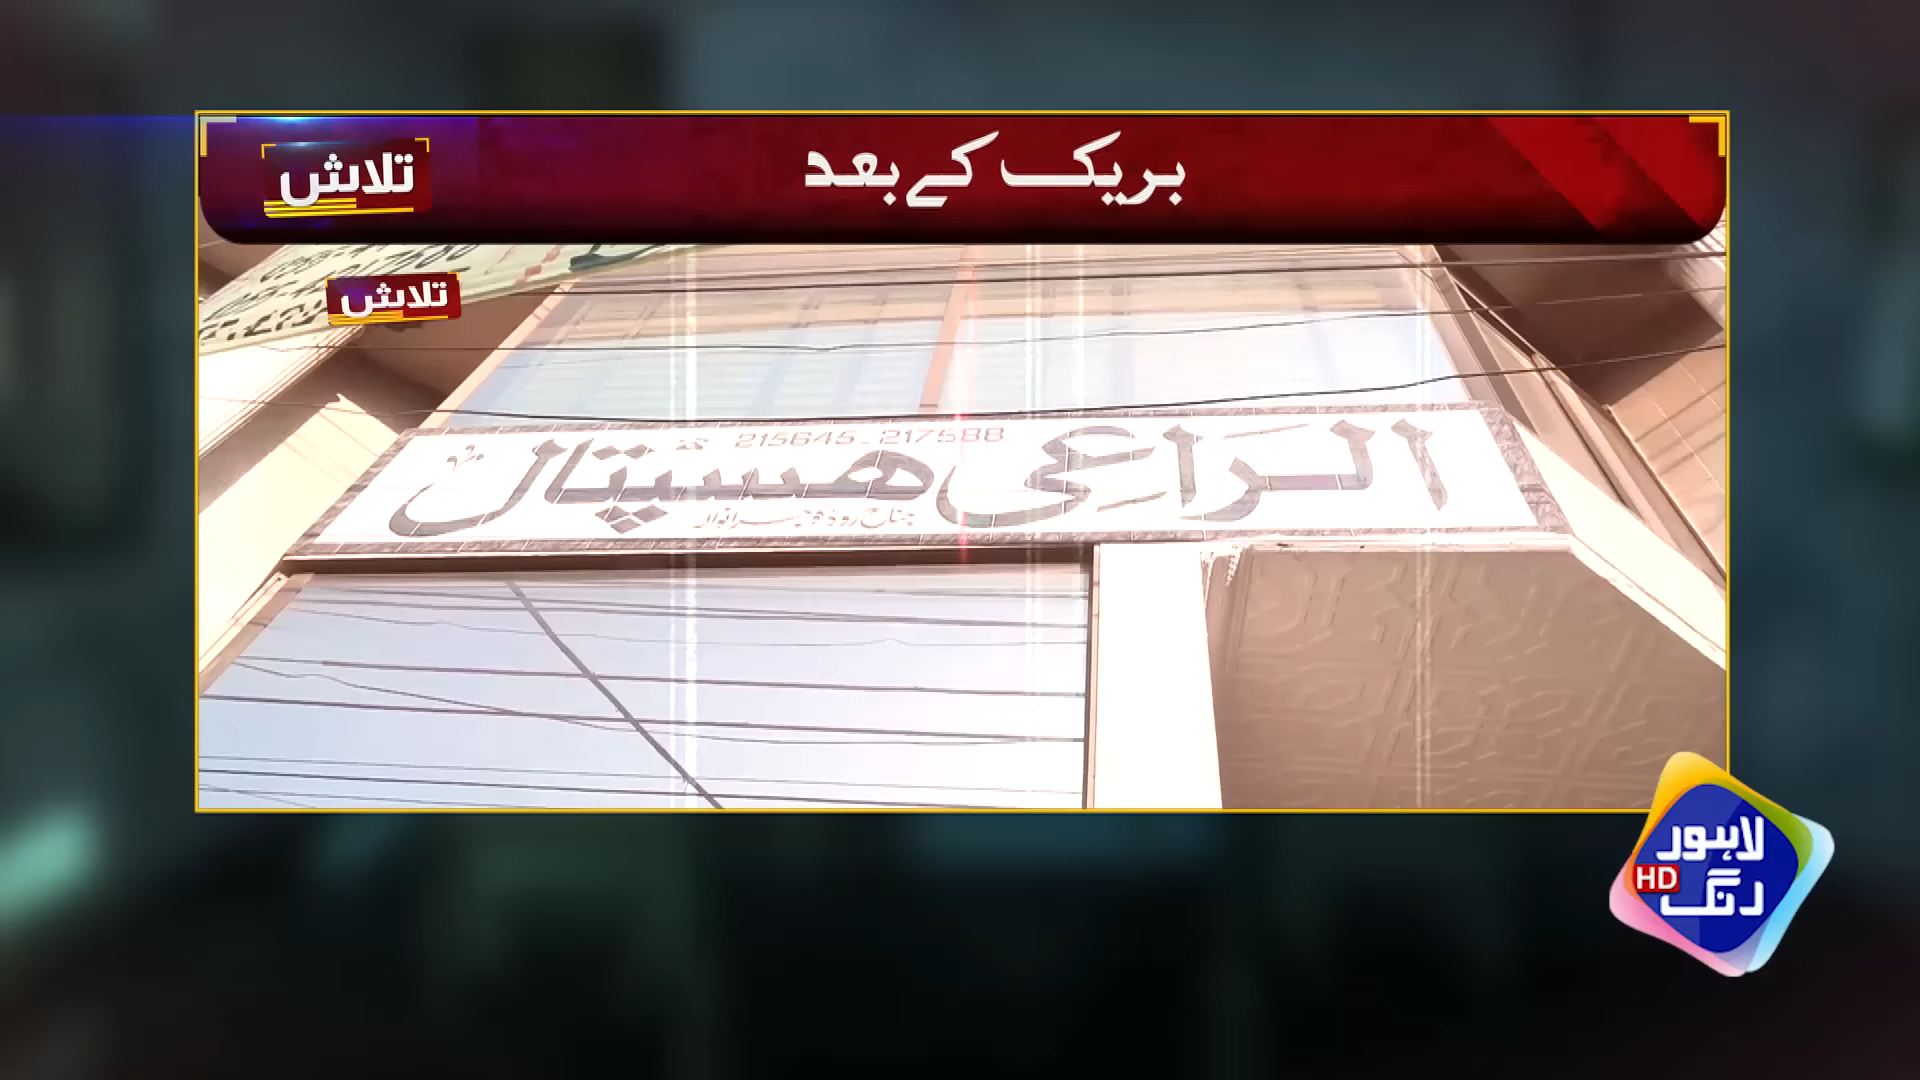 بریک کے بعد
تلاش
تلاش
215645-217588
الراعی ہسپتال
لاہور
رنگ
HD